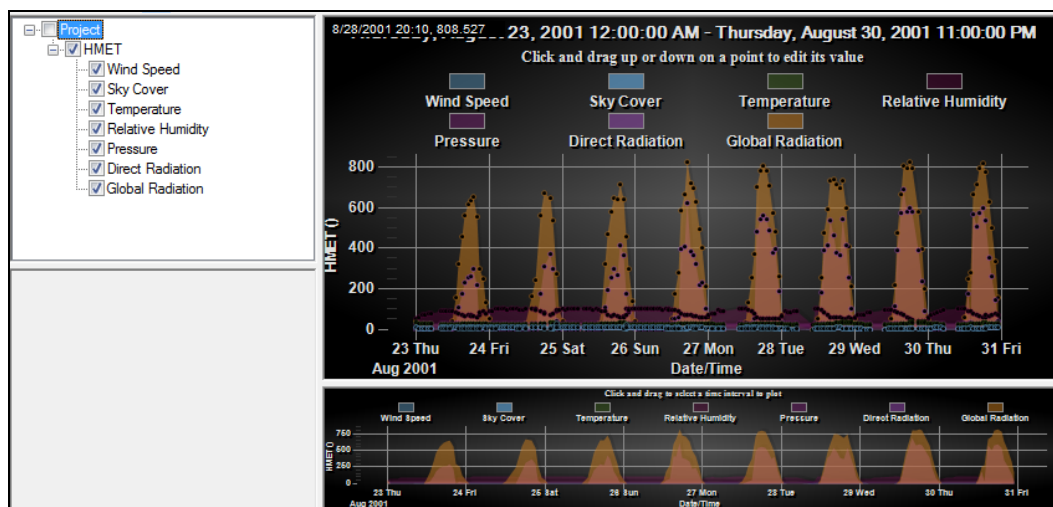 Project
HMET
Wind Speed
Sky Cover
Temperature
Relative Humidity
Pressure
Direct Radiation
Global Radiation
8/28/2001 20:10, 808.527
23, 2001 12:00:00 AM - Thursday, August 30, 2001 11:00:00 PM
Click and drag up or down on a point to edit its value
Wind Speed Sky Cover Temperature Relative Humidity
Pressure Direct Radiation Global Radiation
800
600
400
200
0
HMET ()
23 Thu 24 Fri 25 Sat 26 Sun 27 Mon 28 Tue 29 Wed 30 Thu 31 Fri
Aug 2001 Date/Time
Click and drag to select a time interval to plot
Wind Speed Sky Cover Temperature Relative Humidity Pressure Direct Radiation Global Radiation
750
500
250
0
HMET ()
23 Thu 24 Fri 25 Sat 26 Sun 27 Mon 28 Tue 29 Wed 30 Thu 31 Fri
Aug 2001 Date/Time